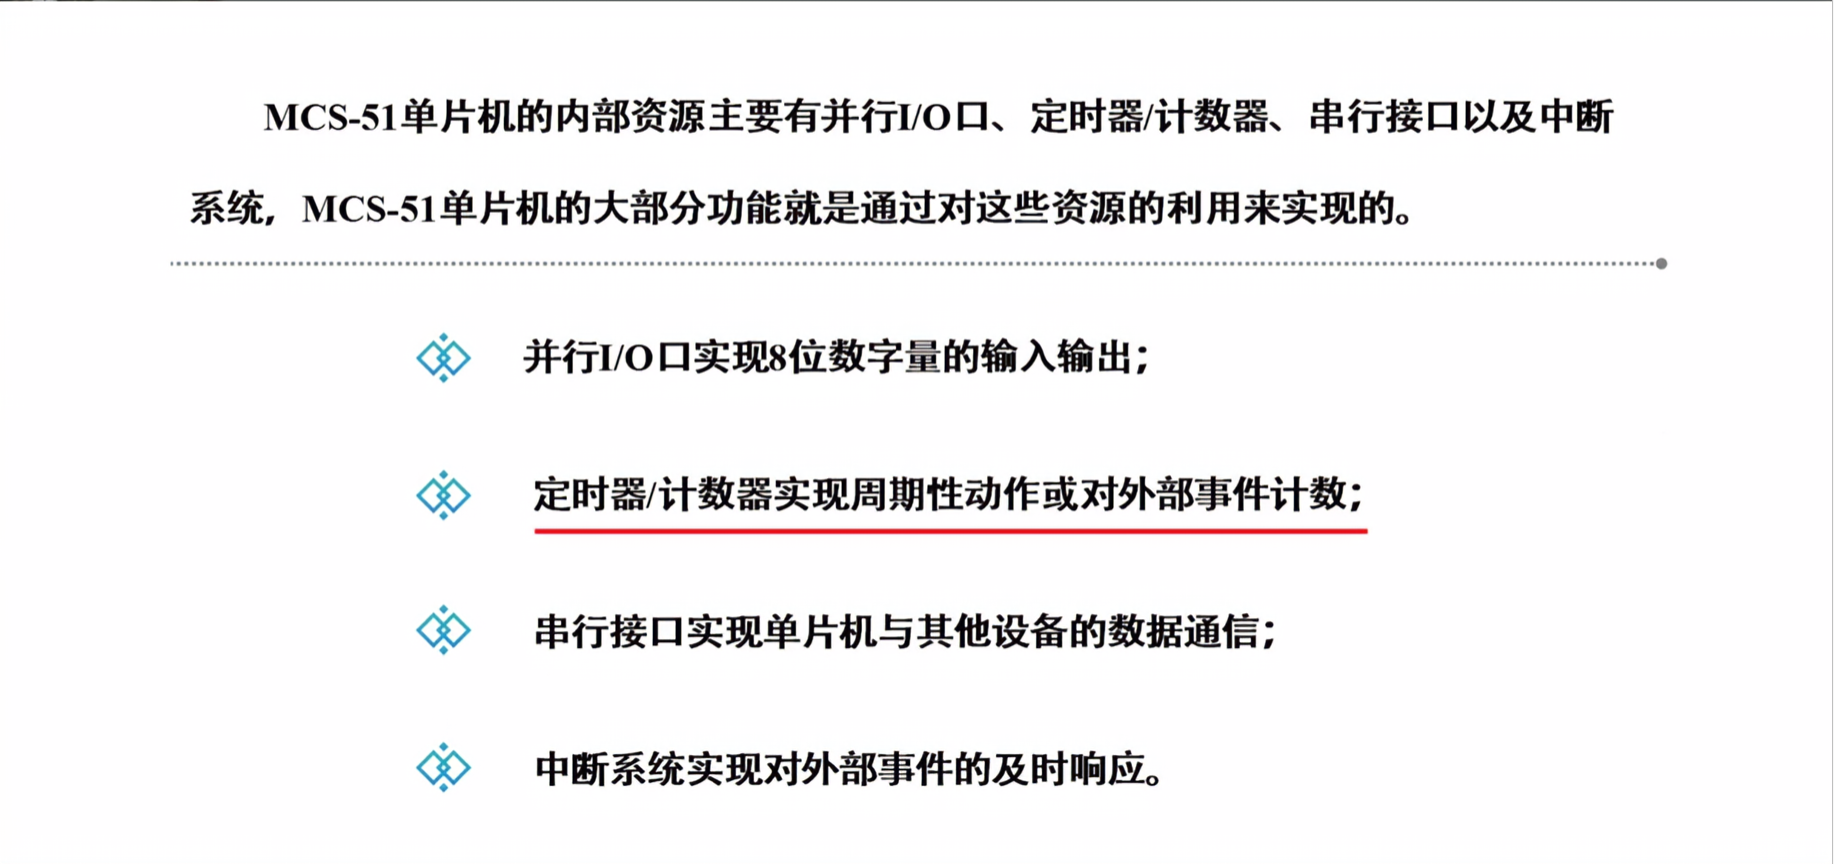 MCS-51单片机的内部资源主要有并行I/O口、定时器/计数器、串行接口以及中断
系统，MCS-51单片机的大部分功能就是通过对这些资源的利用来实现的。
并行I/O口实现8位数字量的输入输出；
定时器/计数器实现周期性动作或对外部事件计数；
串行接口实现单片机与其他设备的数据通信；
中断系统实现对外部事件的及时响应。